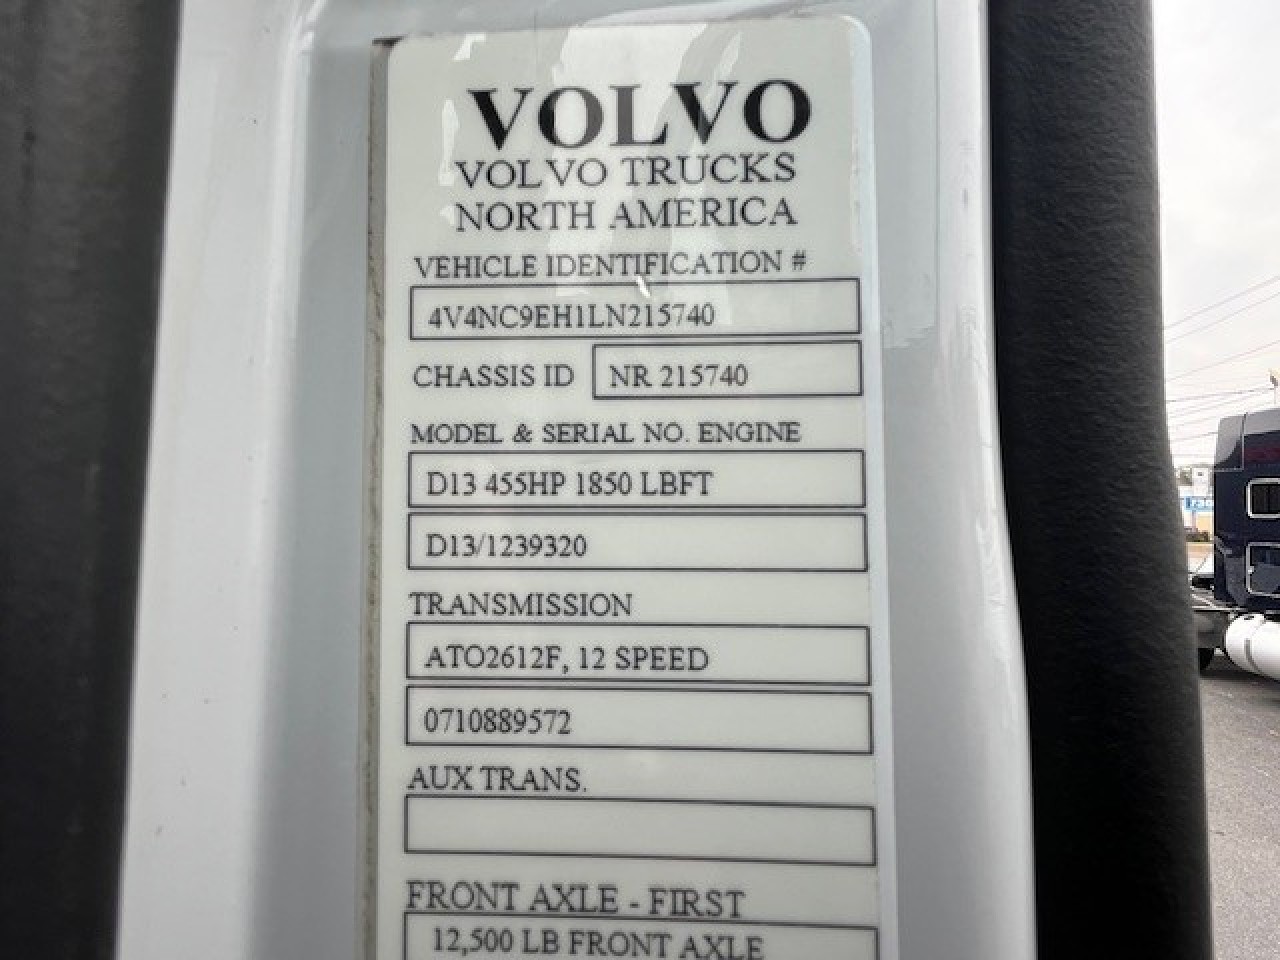 VOLVO
VOLVO TRUCKS
NORTH AMERICA
VEHICLE IDENTIFICATION #
4V4NC9EH1LN215740
CHASSIS ID NR 215740
MODEL & SERIAL NO. ENGINE
D13 455HP 1850 LBFT
D13/1239320
TRANSMISSION
ATO2612F, 12 SPEED
0710889572
AUX TRANS.
FRONT AXLE - FIRST
12,500 LB FRONT AXLE